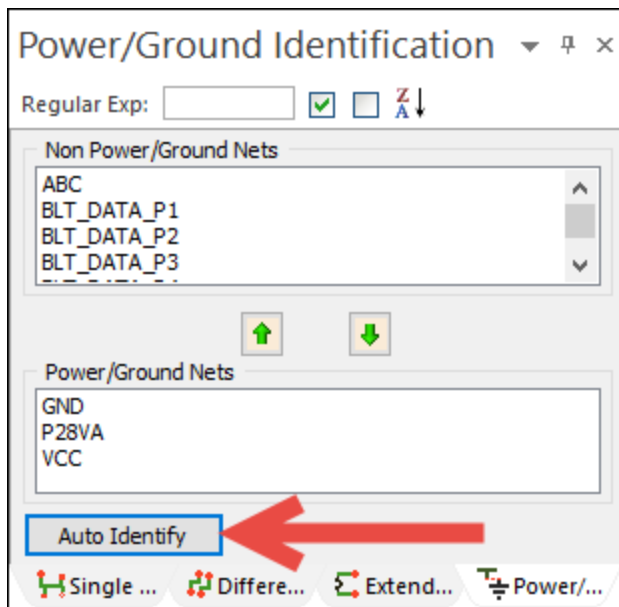 Power/Ground Identification
Regular Exp:
Z
A
Non Power/Ground Nets
ABC
BLT_DATA_P1
BLT_DATA_P2
BLT_DATA_P3
Power/Ground Nets
GND
P28VA
VCC
Auto Identify
Single ... Differe... Extend... Power/...